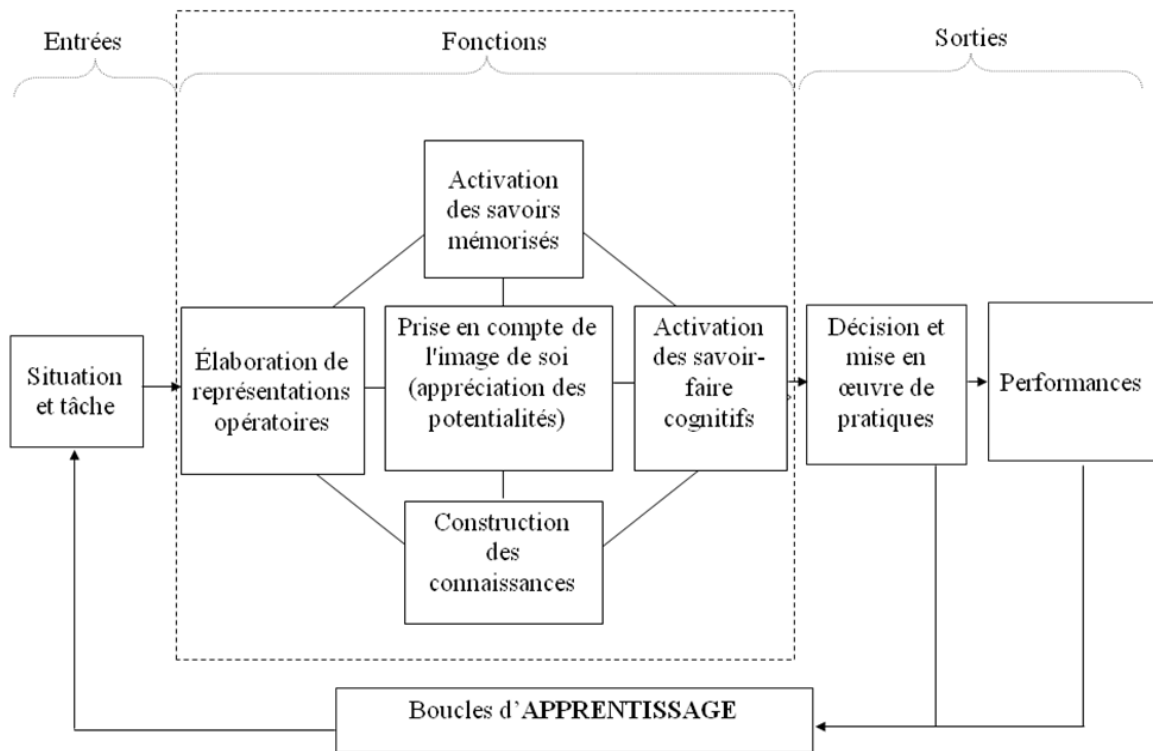 Entrées
Fonctions
Sorties
Activation
des savoirs
mémorisés
Situation
et tâche
Élaboration de
représentations
opératoires
Prise en compte de
l'image de soi
(appréciation des
potentialités)
Activation
des savoir-
faire
cognitifs
Décision et
mise en
œuvre de
pratiques
Performances
Construction
des
connaissances
Boucles d’APPRENTISSAGE